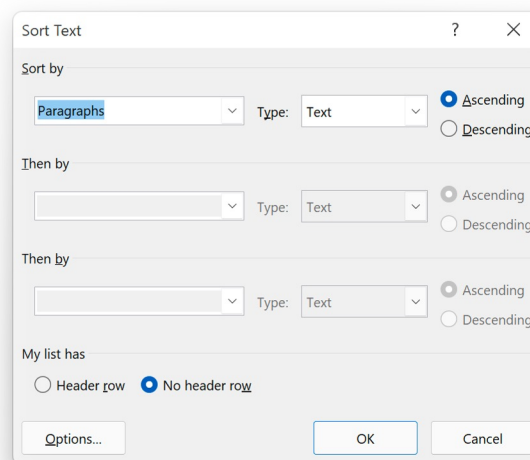 Sort Text ?
Sort by
Paragraphs Type: Text Ascending
Descending
Then by
Type: Text Ascending
Descending
Then by
Type: Text Ascending
Descending
My list has
Header row No header row
Options... OK Cancel